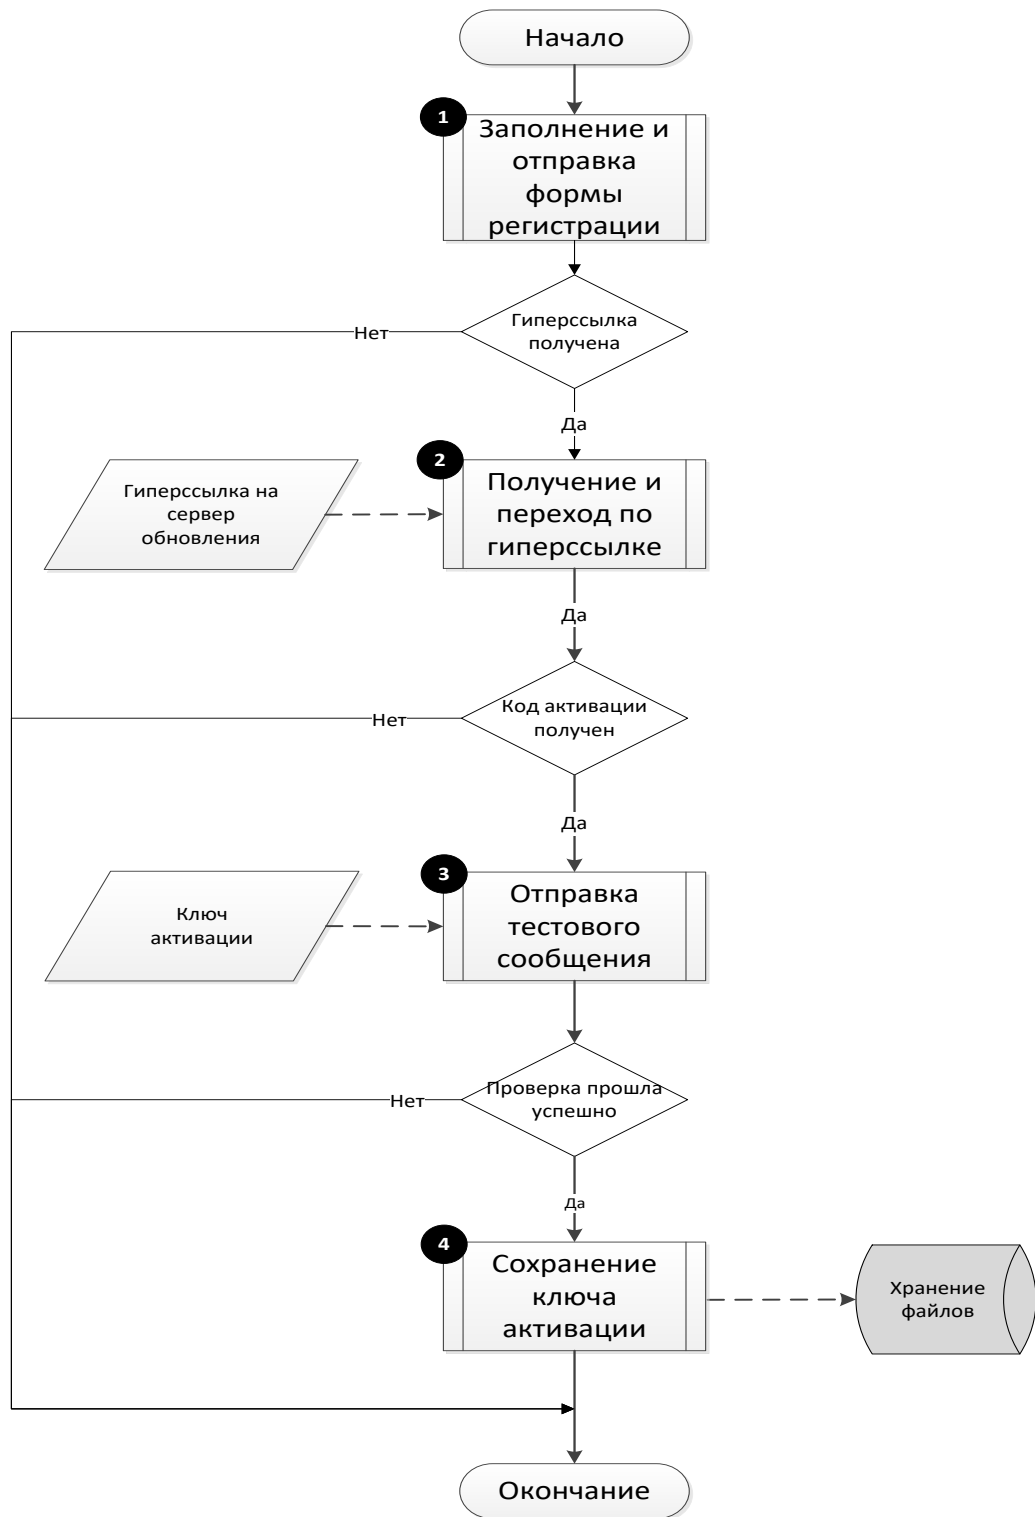 Начало
1
Заполнение и
отправка
формы
регистрации
Гиперссылка
получена
Нет
Да
Гиперссылка на
сервер
обновления
2
Получение и
переход по
гиперссылке
Да
Код активации
получен
Нет
Да
Ключ
активации
3
Отправка
тестового
сообщения
Проверка прошла
успешно
Нет
Да
4
Сохранение
ключа
активации
Хранение
файлов
Окончание